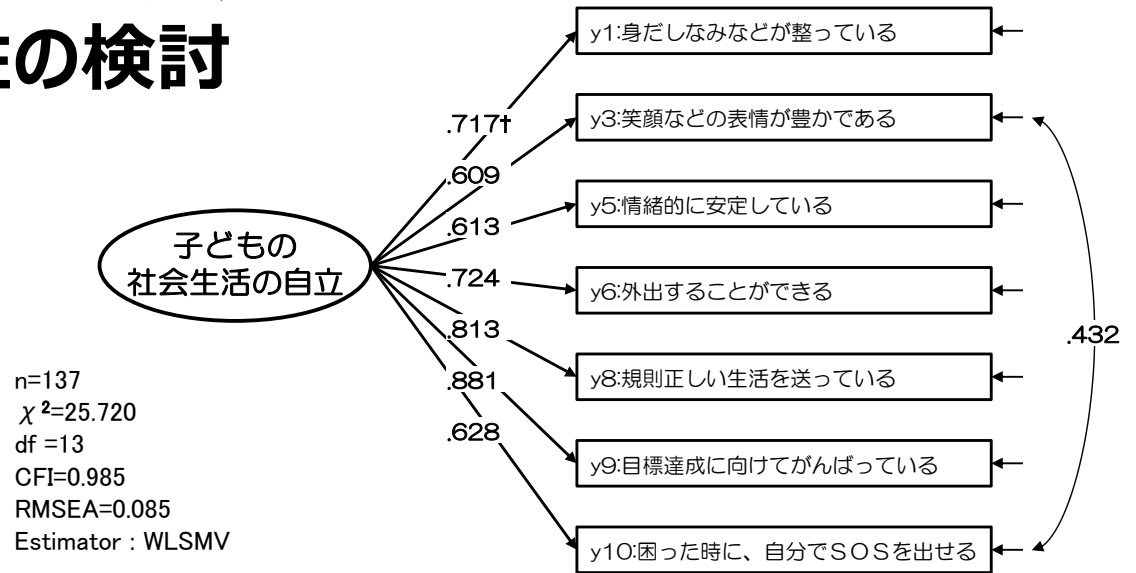 の検討
y1:身だしなみなどが整っている
y3:笑顔などの表情が豊かである
y5:情緒的に安定している
y6:外出することができる
y8:規則正しい生活を送っている
y9:目標達成に向けてがんばっている
y10:困った時に、自分でSOSを出せる
.717†
.609
.613
.724
.813
.881
.628
.432
子どもの
社会生活の自立
n=137
χ²=25.720
df =13
CFI=0.985
RMSEA=0.085
Estimator : WLSMV